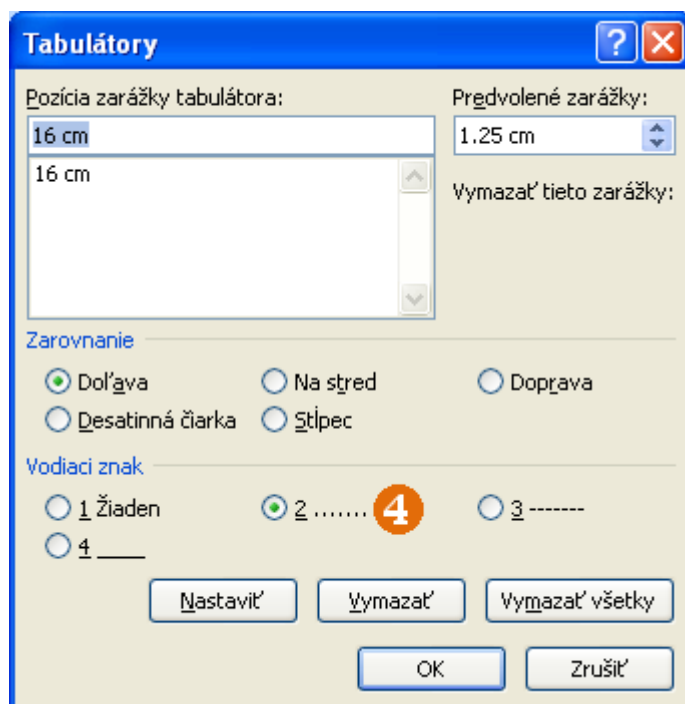 Tabulátory
Pozícia zarážky tabulátora:
Predvolené zarážky:
16 cm
1.25 cm
16 cm
Vymazať tieto zarážky:
Zarovnanie
Doľava
Na stred
Doprava
Desatinná čiarka
Stĺpec
Vodiaci znak
1 Žiaden
2 .......
4
3 -------
4 ____
Nastaviť
Vymazať
Vymazať všetky
OK
Zrušiť